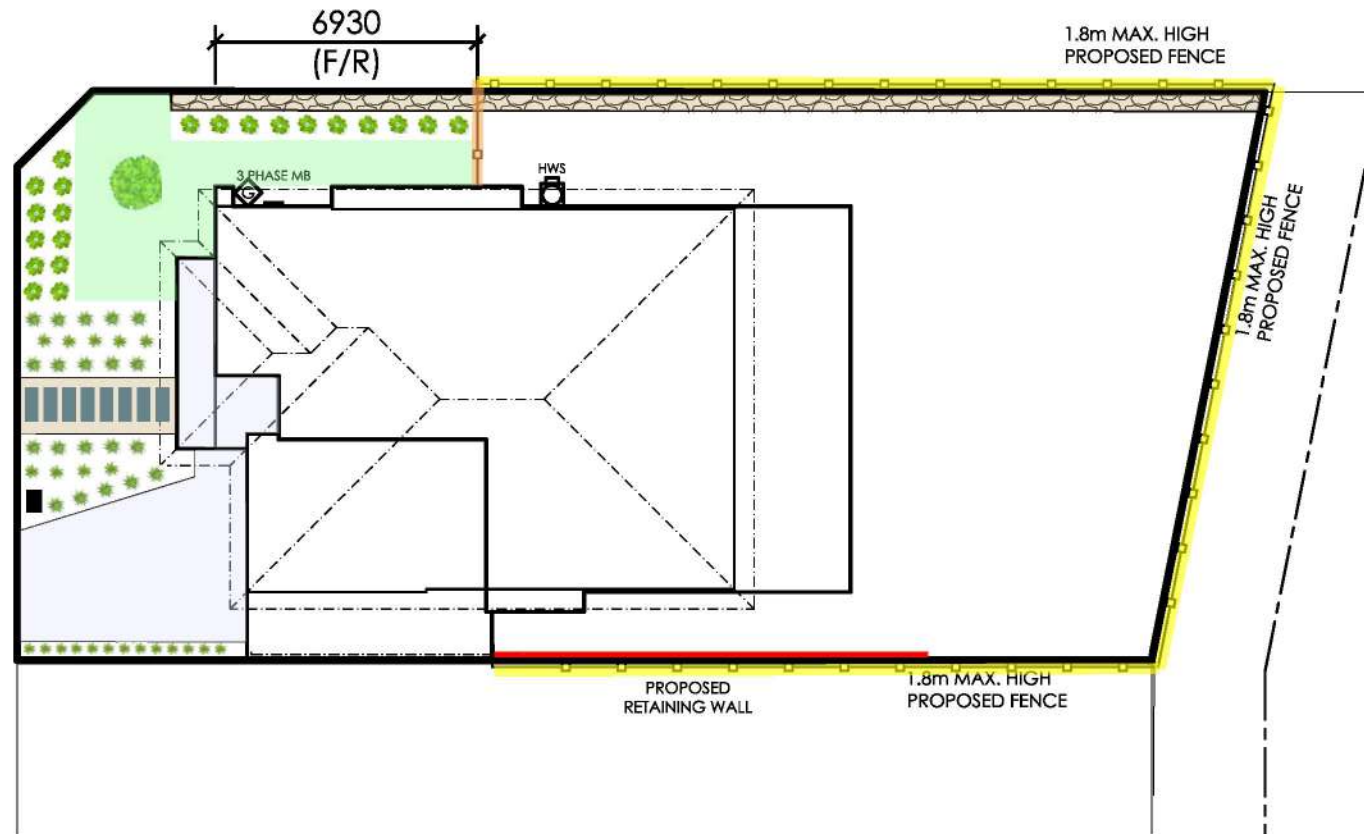 6930
(F/R)
1.8m MAX. HIGH
PROPOSED FENCE
3 PHASE MB
G
HWS
1.8m MAX. HIGH
PROPOSED FENCE
PROPOSED
RETAINING WALL
1.8m MAX. HIGH
PROPOSED FENCE